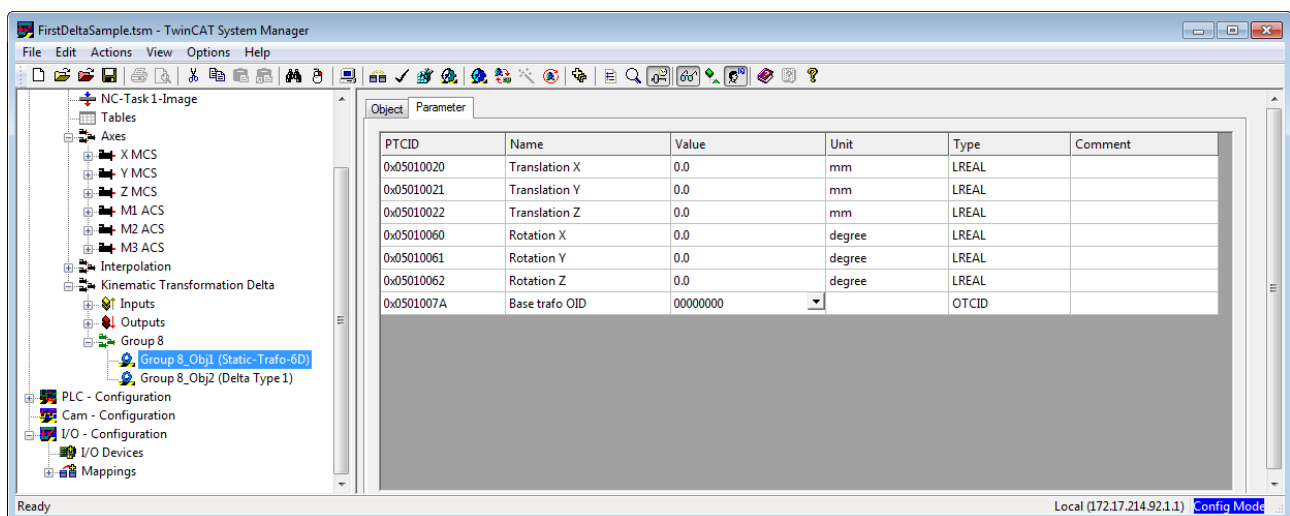 FirstDeltaSample.tsm - TwinCAT System Manager
File Edit Actions View Options Help
NC-Task 1-Image
Tables
Axes
X MCS
Y MCS
Z MCS
M1 ACS
M2 ACS
M3 ACS
Interpolation
Kinematic Transformation Delta
Inputs
Outputs
Group 8
Group 8_Obj1 (Static-Trafo-6D)
Group 8_Obj2 (Delta Type 1)
PLC - Configuration
Cam - Configuration
I/O - Configuration
I/O Devices
Mappings
Object Parameter
PTCID Name Value Unit Type Comment
0x05010020 Translation X 0.0 mm LREAL
0x05010021 Translation Y 0.0 mm LREAL
0x05010022 Translation Z 0.0 mm LREAL
0x05010060 Rotation X 0.0 degree LREAL
0x05010061 Rotation Y 0.0 degree LREAL
0x05010062 Rotation Z 0.0 degree LREAL
0x0501007A Base trafo OID 00000000 OTCID
Ready Local (172.17.214.92.1.1) Config Mode